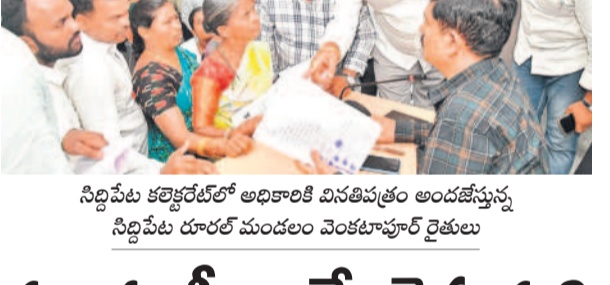 సిద్దిపేట కలెక్టరేట్‌లో అధికారికి వినతిపత్రం అందజేస్తున్న
సిద్దిపేట రూరల్ మండలం వెంకటాపూర్ రైతులు